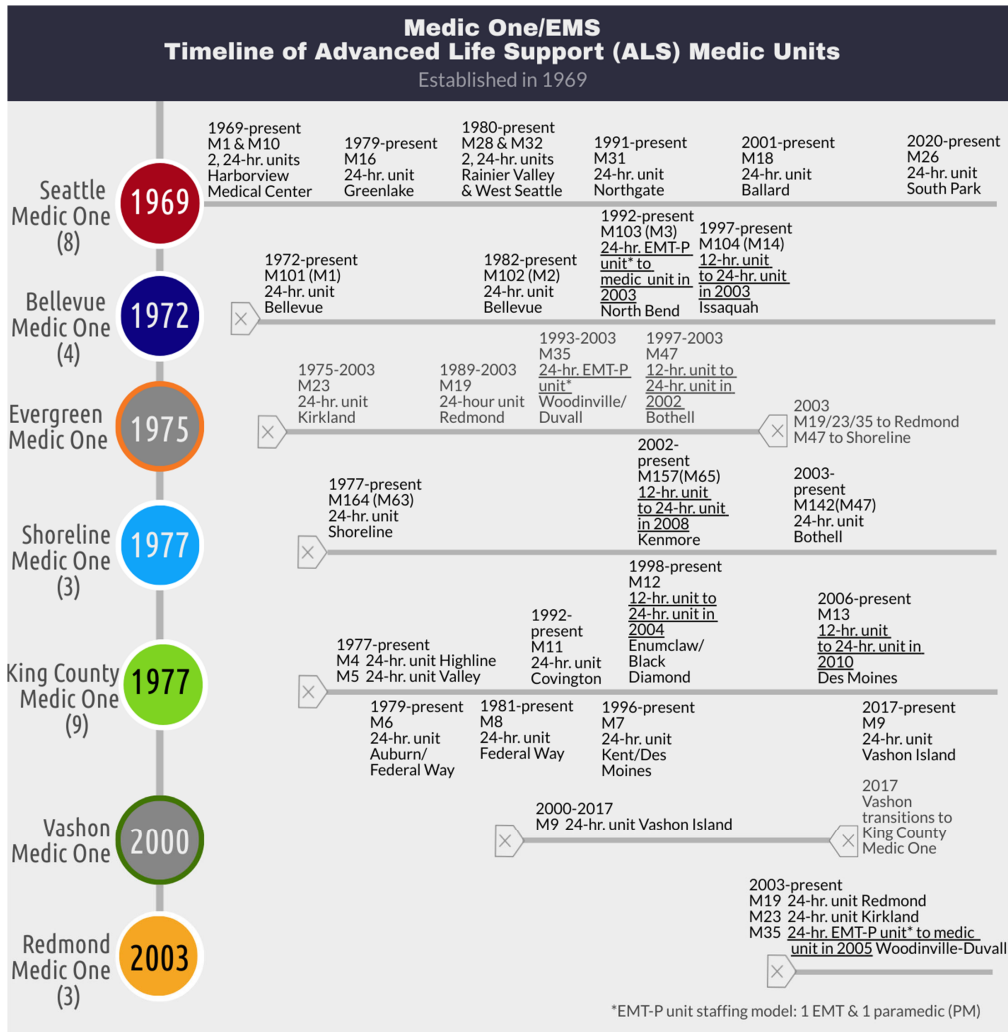 Medic One/EMS
Timeline of Advanced Life Support (ALS) Medic Units
Established in 1969
Seattle
Medic One
(8)
1969
1969-present
M1 & M10
2, 24-hr. units
Harborview
Medical Center
1979-present
M16
24-hr. unit
Greenlake
1980-present
M28 & M32
2, 24-hr. units
Rainier Valley
& West Seattle
1991-present
M31
24-hr. unit
Northgate
2001-present
M18
24-hr. unit
Ballard
2020-present
M26
24-hr. unit
South Park
Bellevue
Medic One
(4)
1972
1972-present
M101 (M1)
24-hr. unit
Bellevue
1982-present
M102 (M2)
24-hr. unit
Bellevue
1992-present
M103 (M3)
24-hr. EMT-P
unit* to
medic unit in
2003
North Bend
1997-present
M104 (M14)
12-hr. unit
to 24-hr. unit
in 2003
Issaquah
Evergreen
Medic One
1975
1975-2003
M23
24-hr. unit
Kirkland
1989-2003
M19
24-hour unit
Redmond
1993-2003
M35
24-hr. EMT-P
unit*
Woodinville/
Duvall
1997-2003
M47
12-hr. unit to
24-hr. unit in
2002
Bothell
2003
M19/23/35 to Redmond
M47 to Shoreline
Shoreline
Medic One
(3)
1977
1977-present
M164 (M63)
24-hr. unit
Shoreline
2002-
present
M157(M65)
12-hr. unit
to 24-hr. unit
in 2008
Kenmore
2003-
present
M142(M47)
24-hr. unit
Bothell
King County
Medic One
(9)
1977
1977-present
M4 24-hr. unit Highline
M5 24-hr. unit Valley
1992-
present
M11
24-hr. unit
Covington
1998-present
M12
12-hr. unit to
24-hr. unit in
2004
Enumclaw/
Black
Diamond
2006-present
M13
12-hr. unit
to 24-hr. unit in
2010
Des Moines
1979-present
M6
24-hr. unit
Auburn/
Federal Way
1981-present
M8
24-hr. unit
Federal Way
1996-present
M7
24-hr. unit
Kent/Des
Moines
2017-present
M9
24-hr. unit
Vashon Island
Vashon
Medic One
2000
2000-2017
M9 24-hr. unit Vashon Island
2017
Vashon
transitions to
King County
Medic One
Redmond
Medic One
(3)
2003
2003-present
M19 24-hr. unit Redmond
M23 24-hr. unit Kirkland
M35 24-hr. EMT-P unit* to medic
unit in 2005 Woodinville-Duvall
*EMT-P unit staffing model: 1 EMT & 1 paramedic (PM)